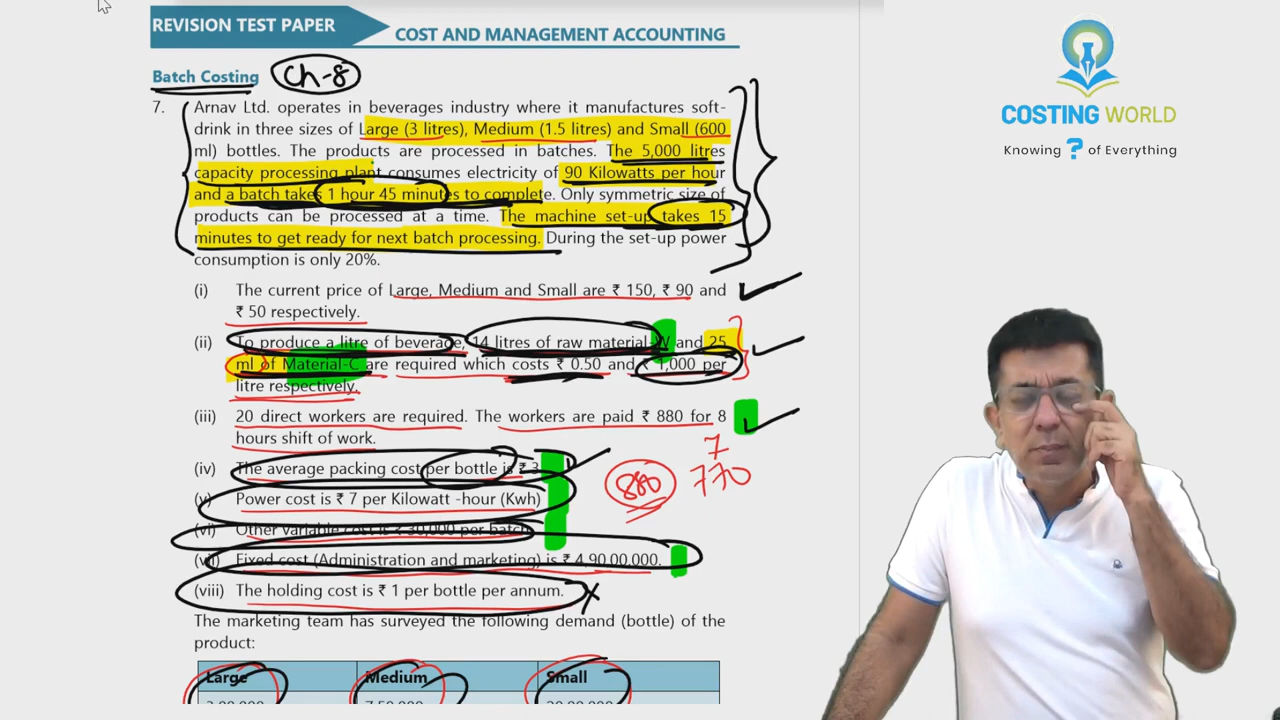 REVISION TEST PAPER
COST AND MANAGEMENT ACCOUNTING
Batch Costing
Ch-8
7. Arnav Ltd. operates in beverages industry where it manufactures soft-
drink in three sizes of Large (3 litres), Medium (1.5 litres) and Small (600
ml) bottles. The products are processed in batches. The 5,000 litres
capacity processing plant consumes electricity of 90 Kilowatts per hour
and a batch takes 1 hour 45 minutes to complete. Only symmetric size of
products can be processed at a time. The machine set-up takes 15
minutes to get ready for next batch processing. During the set-up power
consumption is only 20%.
(i) The current price of Large, Medium and Small are ₹ 150, ₹ 90 and
₹ 50 respectively.
(ii) To produce a litre of beverage, 14 litres of raw material-W and 25
ml of Material-C are required which costs ₹ 0.50 and ₹ 1,000 per
litre respectively.
(iii) 20 direct workers are required. The workers are paid ₹ 880 for 8
hours shift of work.
7
880 770
(iv) The average packing cost per bottle is ₹ 3
(v) Power cost is ₹ 7 per Kilowatt -hour (Kwh)
(vi) Other variable cost is ₹ 30,000 per batch
(vii) Fixed cost (Administration and marketing) is ₹ 4,90,00,000.
(viii) The holding cost is ₹ 1 per bottle per annum.
The marketing team has surveyed the following demand (bottle) of the
product:
Large Medium Small
COSTING WORLD
Knowing ? of Everything